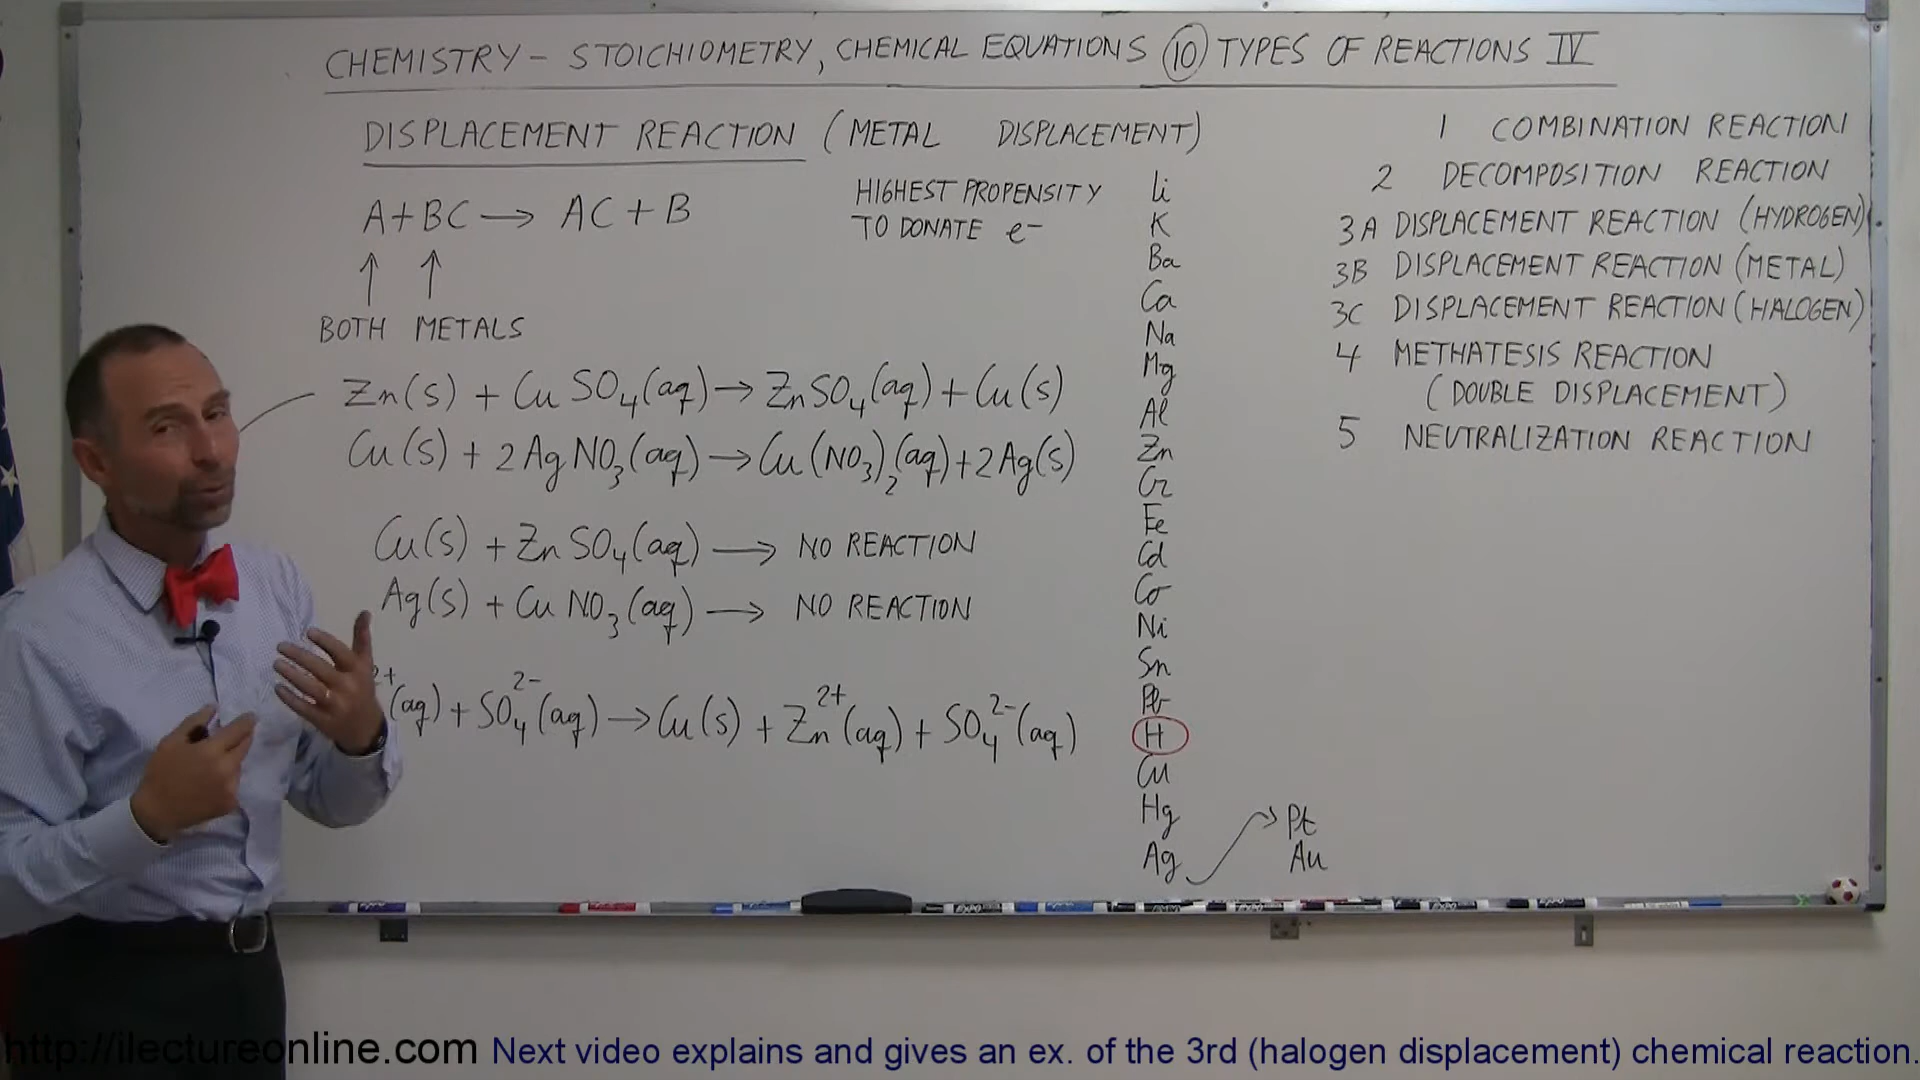 CHEMISTRY - STOICHIOMETRY, CHEMICAL EQUATIONS 10 TYPES OF REACTIONS IV
DISPLACEMENT REACTION (METAL DISPLACEMENT)
A + BC → AC + B
↑ ↑
BOTH METALS
Zn(s) + CuSO₄(aq) → ZnSO₄(aq) + Cu(s)
Cu(s) + 2AgNO₃(aq) → Cu(NO₃)₂(aq) + 2Ag(s)
Cu(s) + ZnSO₄(aq) → NO REACTION
Ag(s) + CuNO₃(aq) → NO REACTION
²⁺(aq) + SO₄²⁻(aq) → Cu(s) + Zn²⁺(aq) + SO₄²⁻(aq)
HIGHEST PROPENSITY
TO DONATE e-
Li
K
Ba
Ca
Na
Mg
Al
Zn
Cr
Fe
Cd
Co
Ni
Sn
Pb
H
Cu
Hg
Ag → Pt
Au
1 COMBINATION REACTION
2 DECOMPOSITION REACTION
3A DISPLACEMENT REACTION (HYDROGEN)
3B DISPLACEMENT REACTION (METAL)
3C DISPLACEMENT REACTION (HALOGEN)
4 METHATESIS REACTION
(DOUBLE DISPLACEMENT)
5 NEUTRALIZATION REACTION
http://ilectureonline.com Next video explains and gives an ex. of the 3rd (halogen displacement) chemical reaction.